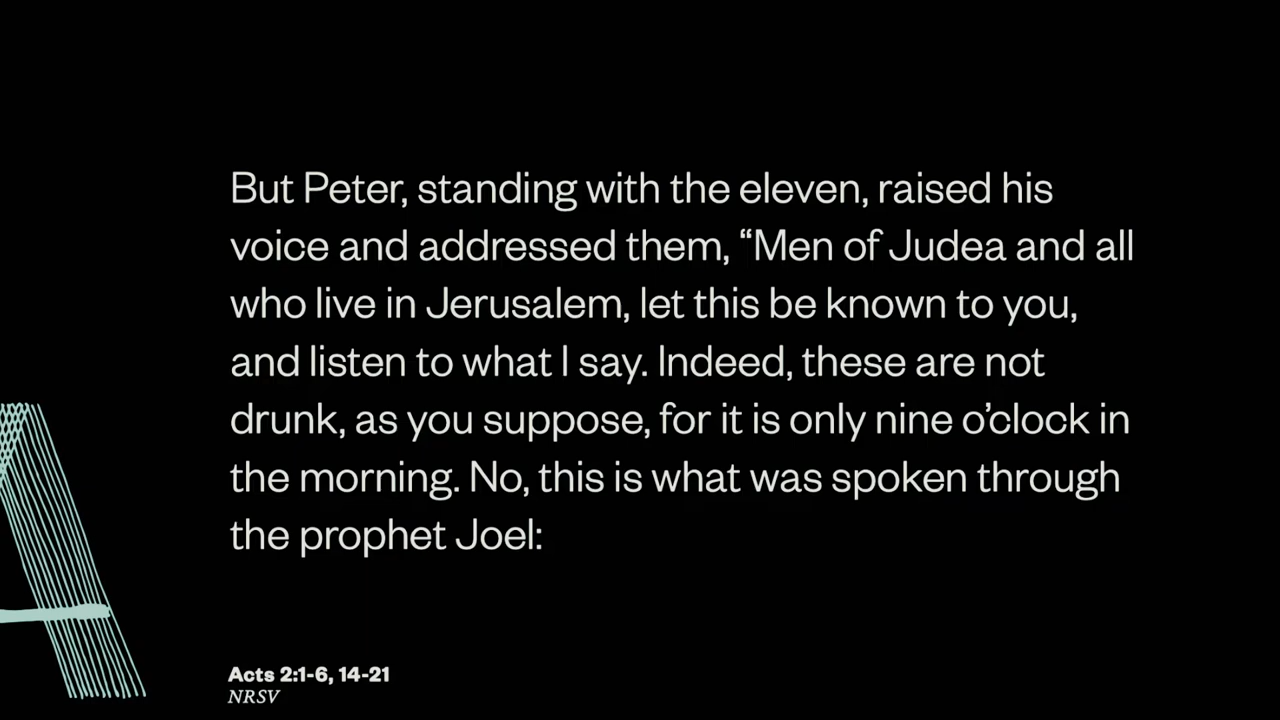 But Peter, standing with the eleven, raised his
voice and addressed them, “Men of Judea and all
who live in Jerusalem, let this be known to you,
and listen to what I say. Indeed, these are not
drunk, as you suppose, for it is only nine o’clock in
the morning. No, this is what was spoken through
the prophet Joel:
Acts 2:1-6, 14-21
NRSV